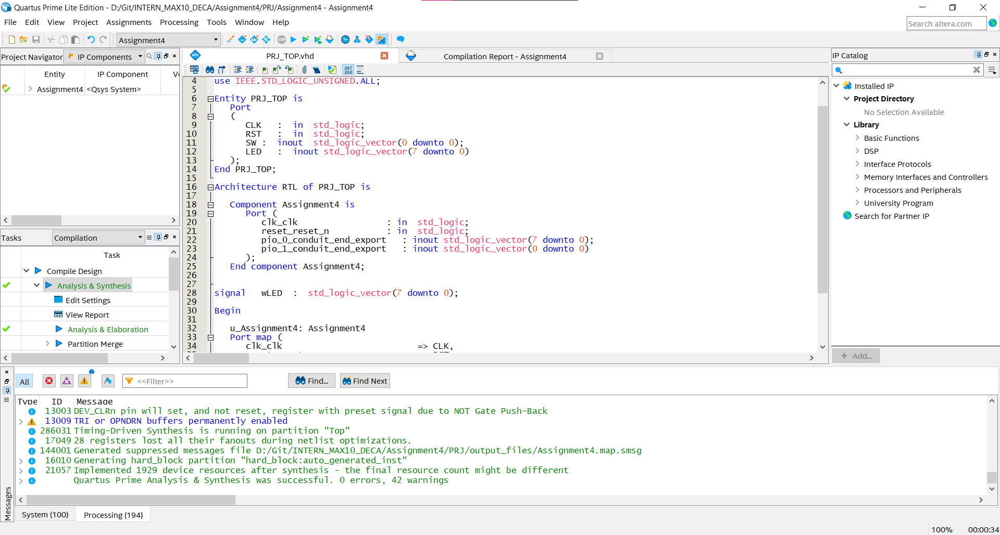 Quartus Prime Lite Edition - D:/Git/INTERN_MAX10_DECA/Assignment4/PRJ/Assignment4 - Assignment4
File Edit View Project Assignments Processing Tools Window Help
Search altera.com
Assignment4
Project Navigator IP Components
Entity IP Component
Assignment4 <Qsys System>
Tasks Compilation
Task
Compile Design
Analysis & Synthesis
Edit Settings
View Report
Analysis & Elaboration
Partition Merge
PRJ_TOP.vhd
Compilation Report - Assignment4
267
268
4 use IEEE.STD_LOGIC_UNSIGNED.ALL;
5
6 Entity PRJ_TOP is
7 Port
8 (
9 CLK : in std_logic;
10 RST : in std_logic;
11 SW : inout std_logic_vector(0 downto 0);
12 LED : inout std_logic_vector(7 downto 0)
13 );
14 End PRJ_TOP;
15
16 Architecture RTL of PRJ_TOP is
17
18 Component Assignment4 is
19 Port (
20 clk_clk : in std_logic;
21 reset_reset_n : in std_logic;
22 pio_0_conduit_end_export : inout std_logic_vector(7 downto 0);
23 pio_1_conduit_end_export : inout std_logic_vector(0 downto 0)
24 );
25 End component Assignment4;
26
27
28 signal wLED : std_logic_vector(7 downto 0);
29
30 Begin
31
32 u_Assignment4: Assignment4
33 Port map (
34 clk_clk => CLK,
IP Catalog
Installed IP
Project Directory
No Selection Available
Library
Basic Functions
DSP
Interface Protocols
Memory Interfaces and Controllers
Processors and Peripherals
University Program
Search for Partner IP
+ Add...
All <<Filter>> Find... Find Next
Type ID Message
13003 DEV_CLRn pin will set, and not reset, register with preset signal due to NOT Gate Push-Back
13009 TRI or OPNDRN buffers permanently enabled
286031 Timing-Driven Synthesis is running on partition "Top"
17049 28 registers lost all their fanouts during netlist optimizations.
144001 Generated suppressed messages file D:/Git/INTERN_MAX10_DECA/Assignment4/PRJ/output_files/Assignment4.map.smsg
16010 Generating hard_block partition "hard_block:auto_generated_inst"
21057 Implemented 1929 device resources after synthesis - the final resource count might be different
Quartus Prime Analysis & Synthesis was successful. 0 errors, 42 warnings
Messages
System (100) Processing (194)
100% 00:00:34